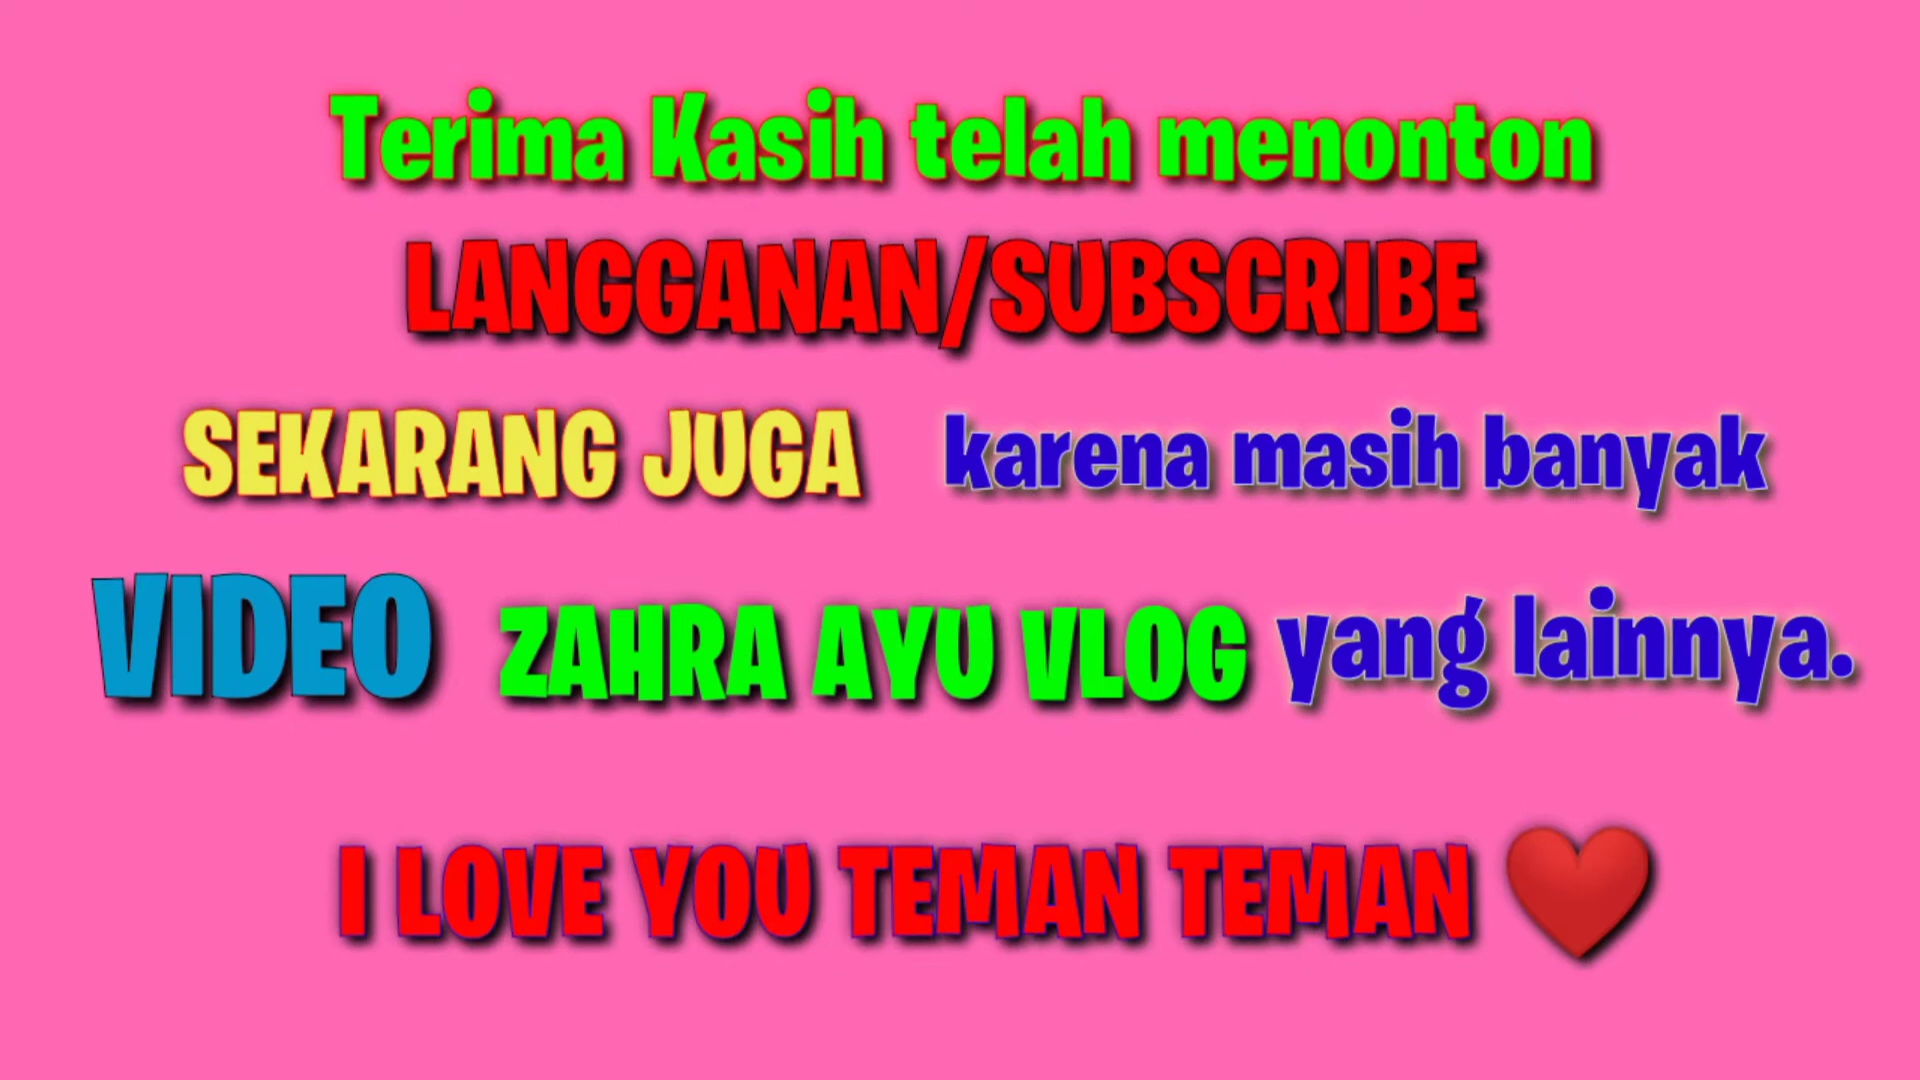 Terima Kasih telah menonton
LANGGANAN/SUBSCRIBE
SEKARANG JUGA karena masih banyak
VIDEO ZAHRA AYU VLOG yang lainnya.
I LOVE YOU TEMAN TEMAN ❤️